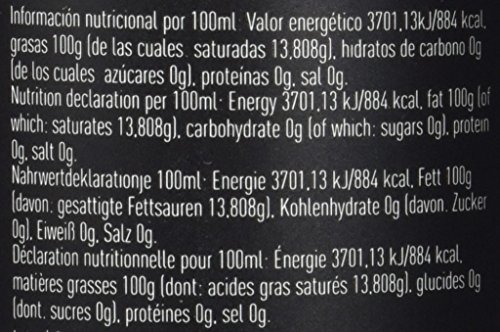 Información nutricional por 100ml· Valor energético 3701,13kJ/884 kcal,
grasas 100g (de las cuales. saturadas 13,808g), hidratos de carbono 0g
(de los cuales azúcares 0g), proteínas 0g, sal 0g.
Nutrition declaration per 100ml· Energy 3701,13 kJ/884 kcal, fat 100g (of
which: saturates 13,808g), carbohydrate 0g (of which: sugars 0g), protein
0g, salt 0g.
Nahrwertdeklarationje 100ml· Energie 3701,13 kJ/884 kcal, Fett 100g
(davon. gesattigte Fettsauren 13,808g), Kohlenhydrate 0g (davon. Zucker
0g), Eiweiß 0g, Salz 0g.
Déclaration nutritionnelle pour 100ml· Énergie 3701,13 kJ/884 kcal,
matières grasses 100g (dont: acides gras saturés 13,808g), glucides 0g
(dont. sucres 0g), protéines 0g, sel 0g.